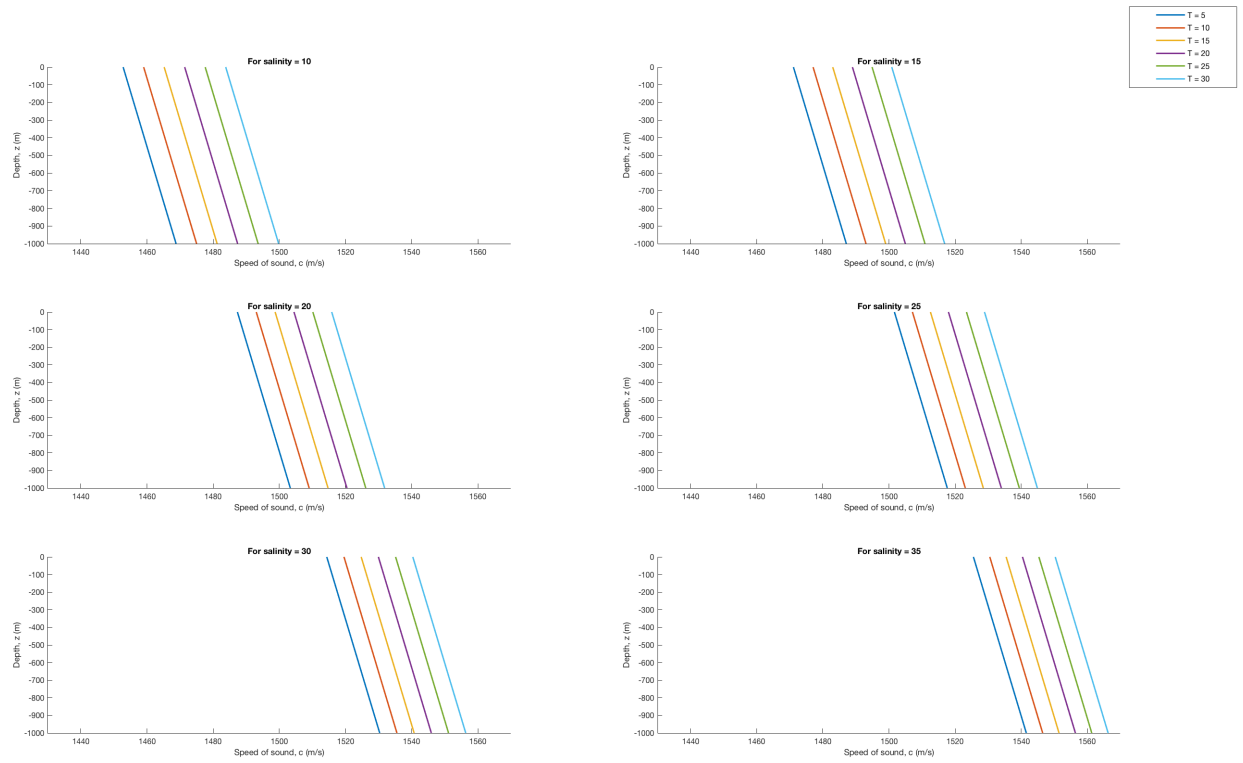 T = 5
T = 10
T = 15
T = 20
T = 25
T = 30
For salinity = 10
0
-100
-200
-300
-400
-500
-600
-700
-800
-900
-1000
Depth, z (m)
1440 1460 1480 1500 1520 1540 1560
Speed of sound, c (m/s)
For salinity = 15
0
-100
-200
-300
-400
-500
-600
-700
-800
-900
-1000
Depth, z (m)
1440 1460 1480 1500 1520 1540 1560
Speed of sound, c (m/s)
For salinity = 20
0
-100
-200
-300
-400
-500
-600
-700
-800
-900
-1000
Depth, z (m)
1440 1460 1480 1500 1520 1540 1560
Speed of sound, c (m/s)
For salinity = 25
0
-100
-200
-300
-400
-500
-600
-700
-800
-900
-1000
Depth, z (m)
1440 1460 1480 1500 1520 1540 1560
Speed of sound, c (m/s)
For salinity = 30
0
-100
-200
-300
-400
-500
-600
-700
-800
-900
-1000
Depth, z (m)
1440 1460 1480 1500 1520 1540 1560
Speed of sound, c (m/s)
For salinity = 35
0
-100
-200
-300
-400
-500
-600
-700
-800
-900
-1000
Depth, z (m)
1440 1460 1480 1500 1520 1540 1560
Speed of sound, c (m/s)